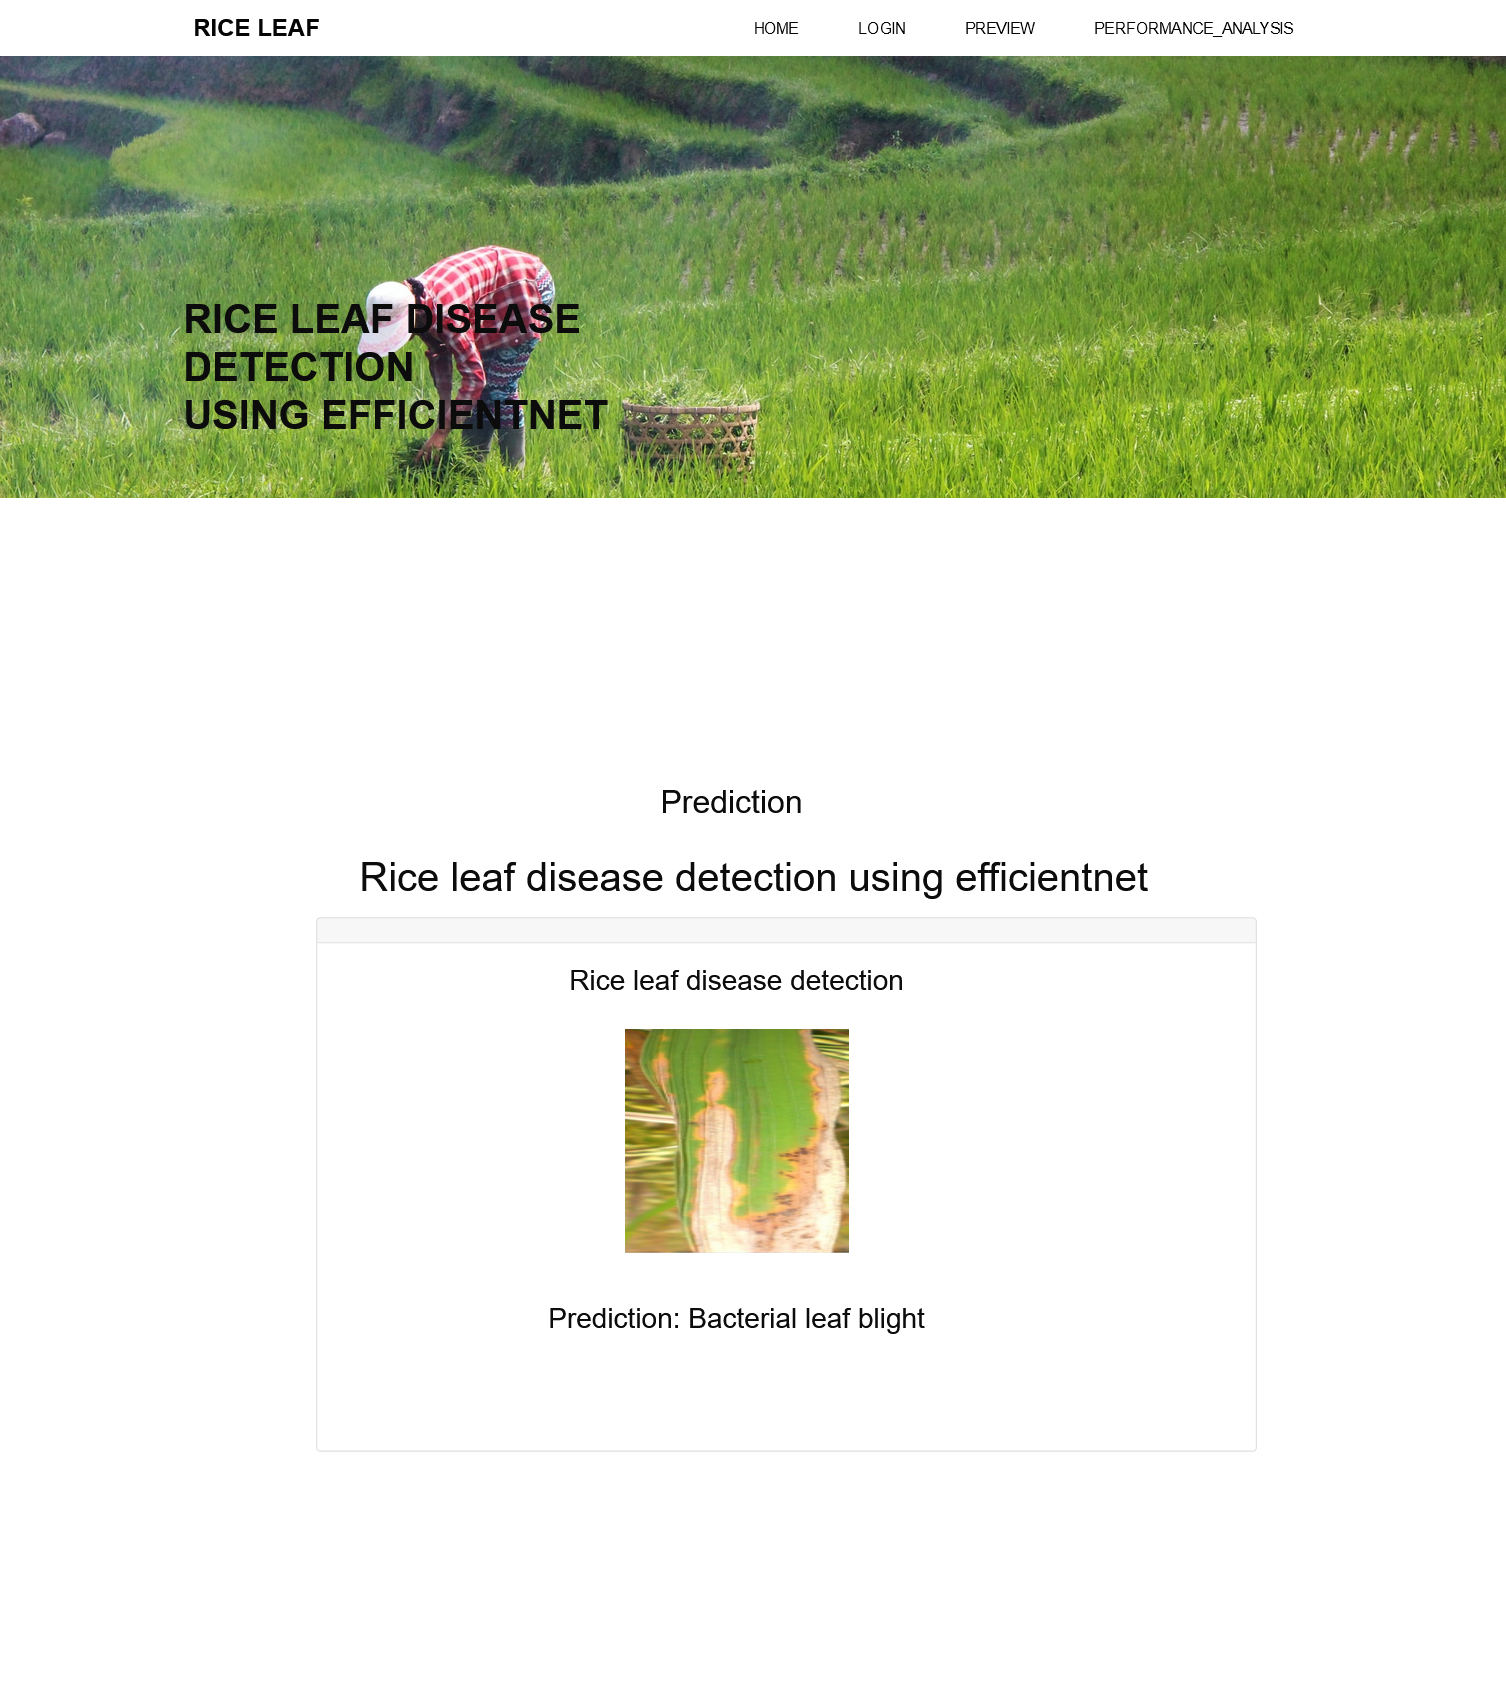 RICE LEAF
HOME LOGIN PREVIEW PERFORMANCE_ANALYSIS
RICE LEAF DISEASE
DETECTION
USING EFFICIENTNET
Prediction
Rice leaf disease detection using efficientnet
Rice leaf disease detection
Prediction: Bacterial leaf blight